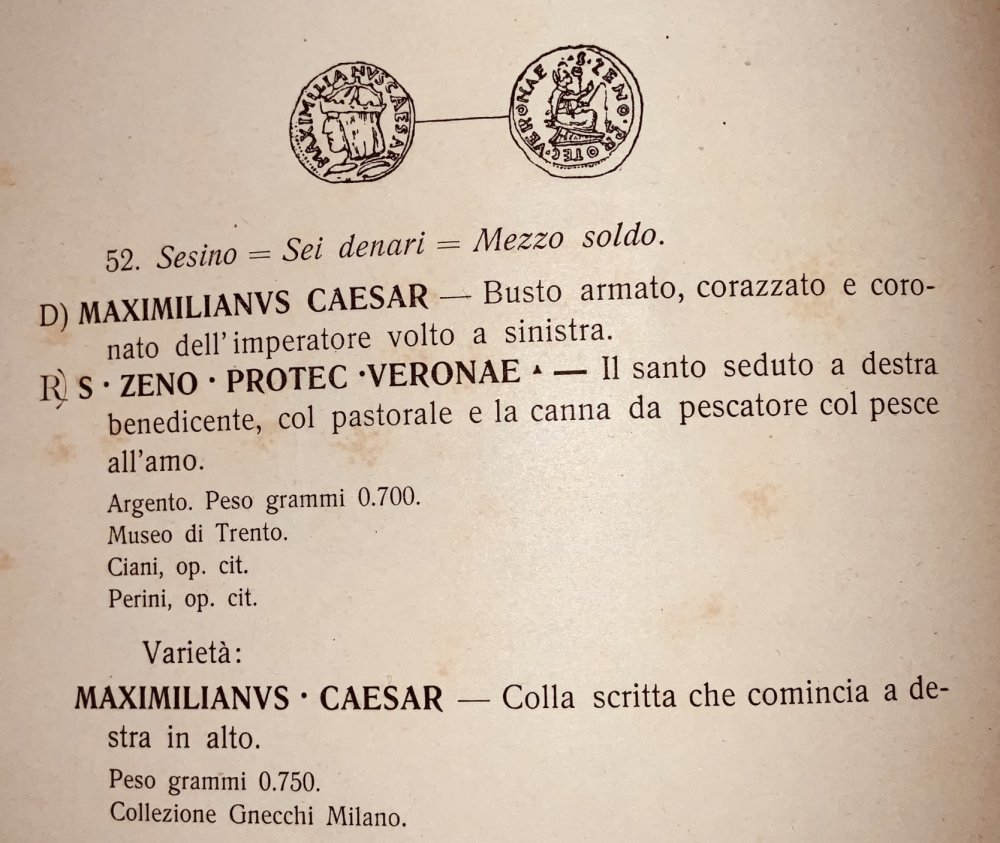 MAXIMILIANVS CAESAR
S · ZENO · PROTEC · VERONAE
52. Sesino = Sei denari = Mezzo soldo.
D) MAXIMILIANVS CAESAR — Busto armato, corazzato e coro-
nato dell'imperatore volto a sinistra.
R) S · ZENO · PROTEC · VERONAE ▴ — Il santo seduto a destra
benedicente, col pastorale e la canna da pescatore col pesce
all'amo.
Argento. Peso grammi 0.700.
Museo di Trento.
Ciani, op. cit.
Perini, op. cit.
Varietà:
MAXIMILIANVS · CAESAR — Colla scritta che comincia a de-
stra in alto.
Peso grammi 0.750.
Collezione Gnecchi Milano.